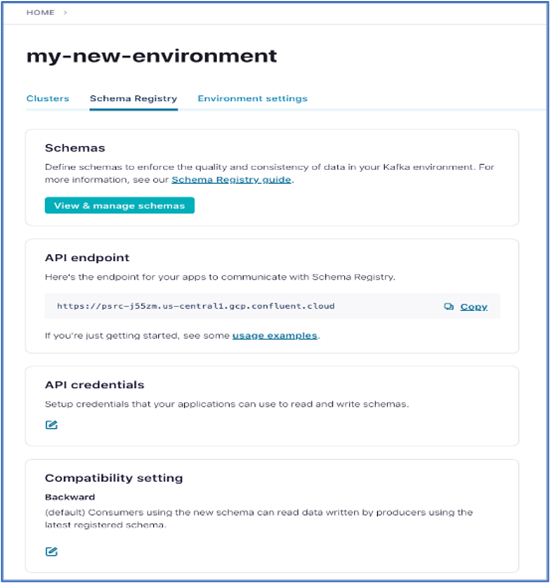 HOME >
my-new-environment
Clusters Schema Registry Environment settings
Schemas
Define schemas to enforce the quality and consistency of data in your Kafka environment. For
more information, see our Schema Registry guide.
View & manage schemas
API endpoint
Here's the endpoint for your apps to communicate with Schema Registry.
https://psrc-j55zm.us-central1.gcp.confluent.cloud Copy
If you're just getting started, see some usage examples.
API credentials
Setup credentials that your applications can use to read and write schemas.
Compatibility setting
Backward
(default) Consumers using the new schema can read data written by producers using the
latest registered schema.